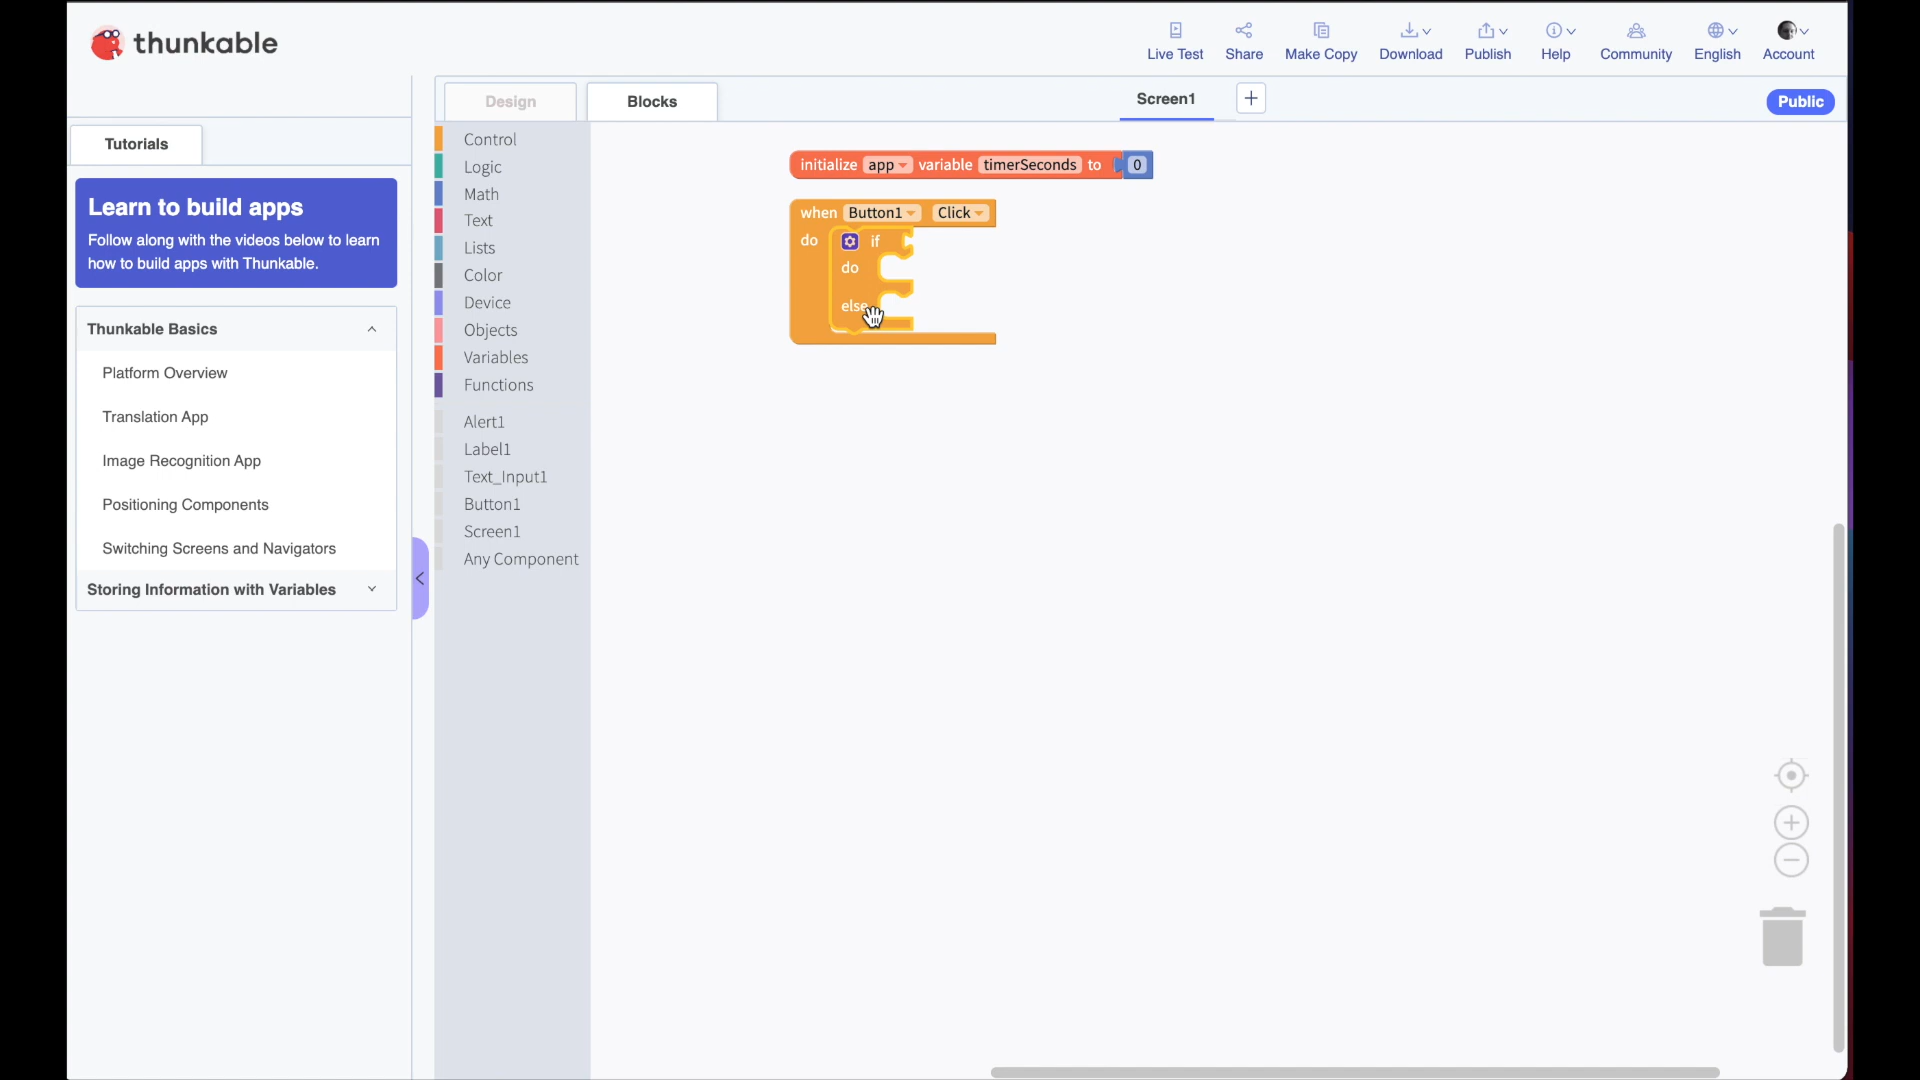 thunkable
Live Test
Share
Make Copy
Download
Publish
Help
Community
English
Account
Design
Blocks
Screen1
Public
Tutorials
Learn to build apps
Follow along with the videos below to learn
how to build apps with Thunkable.
Thunkable Basics
Platform Overview
Translation App
Image Recognition App
Positioning Components
Switching Screens and Navigators
Storing Information with Variables
Control
Logic
Math
Text
Lists
Color
Device
Objects
Variables
Functions
Alert1
Label1
Text_Input1
Button1
Screen1
Any Component
initialize app variable timerSeconds to 0
when Button1 Click
do if
do
else